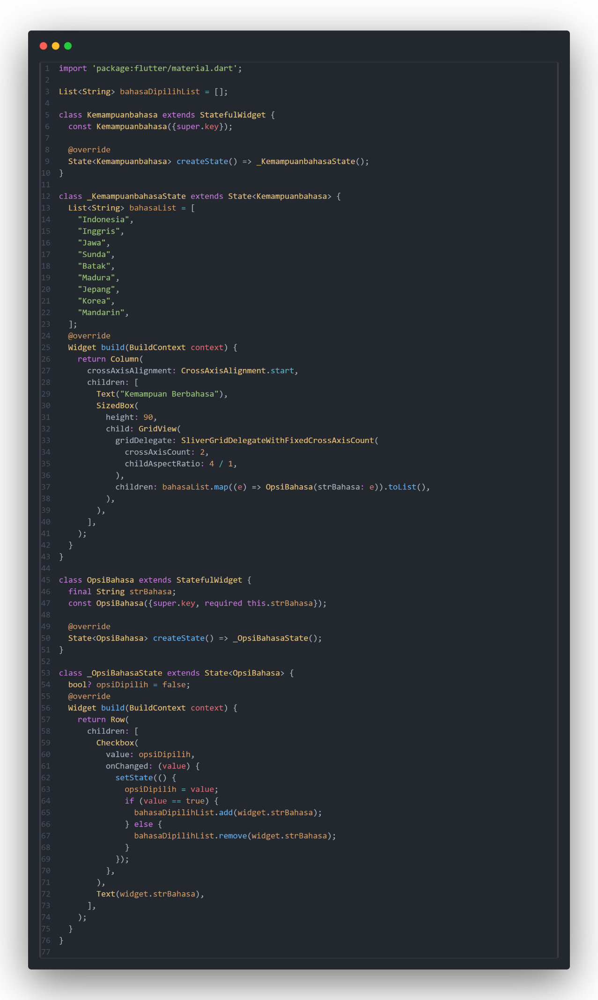 1 import 'package:flutter/material.dart';
2
3 List<String> bahasaDipilihList = [];
4
5 class Kemampuanbahasa extends StatefulWidget {
6   const Kemampuanbahasa({super.key});
7
8   @override
9   State<Kemampuanbahasa> createState() => _KemampuanbahasaState();
10 }
11
12 class _KemampuanbahasaState extends State<Kemampuanbahasa> {
13   List<String> bahasaList = [
14     "Indonesia",
15     "Inggris",
16     "Jawa",
17     "Sunda",
18     "Batak",
19     "Madura",
20     "Jepang",
21     "Korea",
22     "Mandarin",
23   ];
24   @override
25   Widget build(BuildContext context) {
26     return Column(
27       crossAxisAlignment: CrossAxisAlignment.start,
28       children: [
29         Text("Kemampuan Berbahasa"),
30         SizedBox(
31           height: 90,
32           child: GridView(
33             gridDelegate: SliverGridDelegateWithFixedCrossAxisCount(
34               crossAxisCount: 2,
35               childAspectRatio: 4 / 1,
36             ),
37             children: bahasaList.map((e) => OpsiBahasa(strBahasa: e)).toList(),
38           ),
39         ),
40       ],
41     );
42   }
43 }
44
45 class OpsiBahasa extends StatefulWidget {
46   final String strBahasa;
47   const OpsiBahasa({super.key, required this.strBahasa});
48
49   @override
50   State<OpsiBahasa> createState() => _OpsiBahasaState();
51 }
52
53 class _OpsiBahasaState extends State<OpsiBahasa> {
54   bool? opsiDipilih = false;
55   @override
56   Widget build(BuildContext context) {
57     return Row(
58       children: [
59         Checkbox(
60           value: opsiDipilih,
61           onChanged: (value) {
62             setState(() {
63               opsiDipilih = value;
64               if (value == true) {
65                 bahasaDipilihList.add(widget.strBahasa);
66               } else {
67                 bahasaDipilihList.remove(widget.strBahasa);
68               }
69             });
70           },
71         ),
72         Text(widget.strBahasa),
73       ],
74     );
75   }
76 }
77